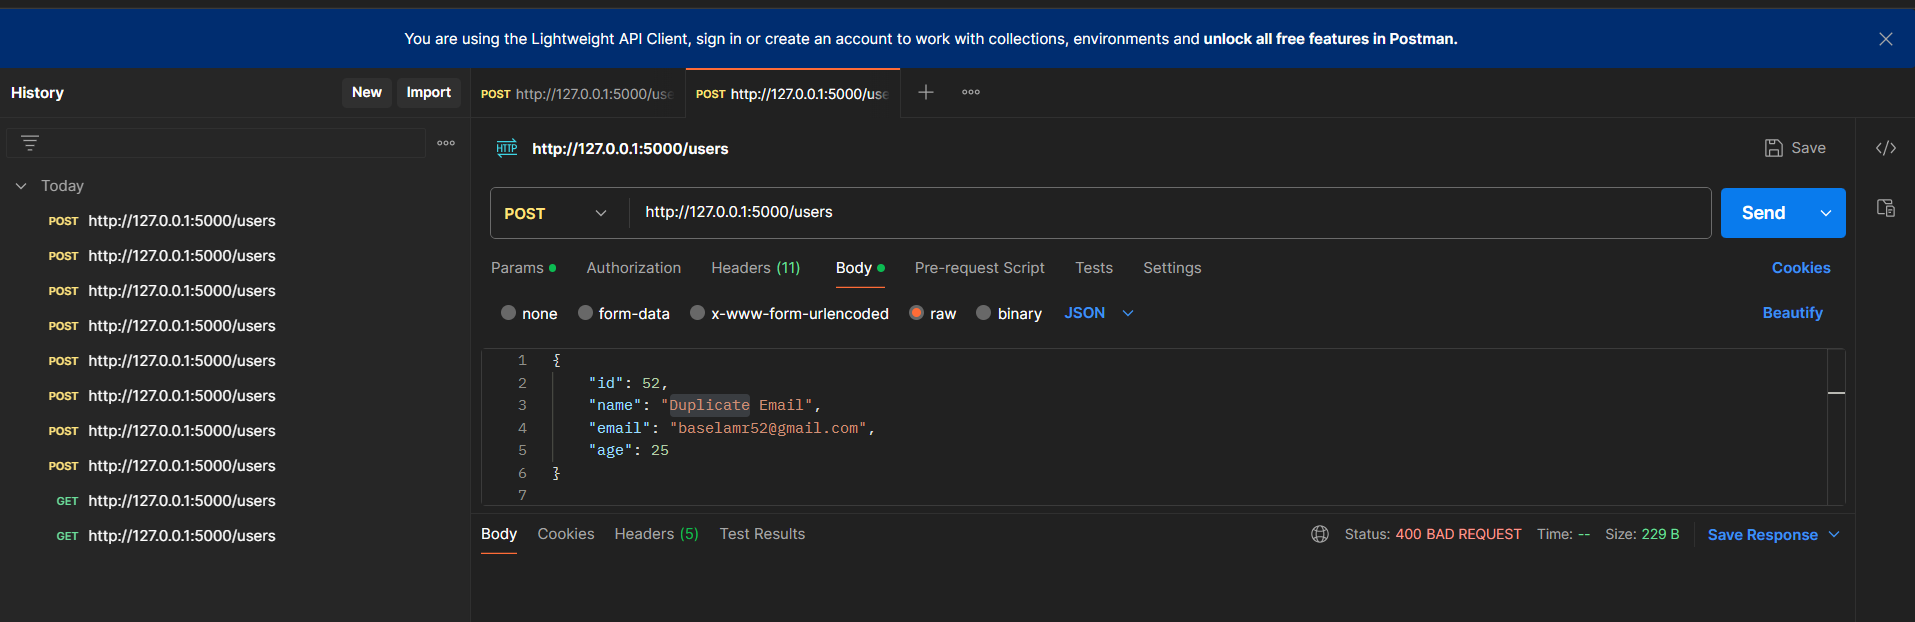 You are using the Lightweight API Client, sign in or create an account to work with collections, environments and unlock all free features in Postman.
History
New
Import
POST http://127.0.0.1:5000/use
POST http://127.0.0.1:5000/use
Today
POST http://127.0.0.1:5000/users
POST http://127.0.0.1:5000/users
POST http://127.0.0.1:5000/users
POST http://127.0.0.1:5000/users
POST http://127.0.0.1:5000/users
POST http://127.0.0.1:5000/users
POST http://127.0.0.1:5000/users
POST http://127.0.0.1:5000/users
GET http://127.0.0.1:5000/users
GET http://127.0.0.1:5000/users
HTTP http://127.0.0.1:5000/users
Save
POST http://127.0.0.1:5000/users
Send
Params Authorization Headers (11) Body Pre-request Script Tests Settings Cookies
none form-data x-www-form-urlencoded raw binary JSON Beautify
1 {
2 "id": 52,
3 "name": "Duplicate Email",
4 "email": "baselamr52@gmail.com",
5 "age": 25
6 }
7
Body Cookies Headers (5) Test Results Status: 400 BAD REQUEST Time: -- Size: 229 B Save Response